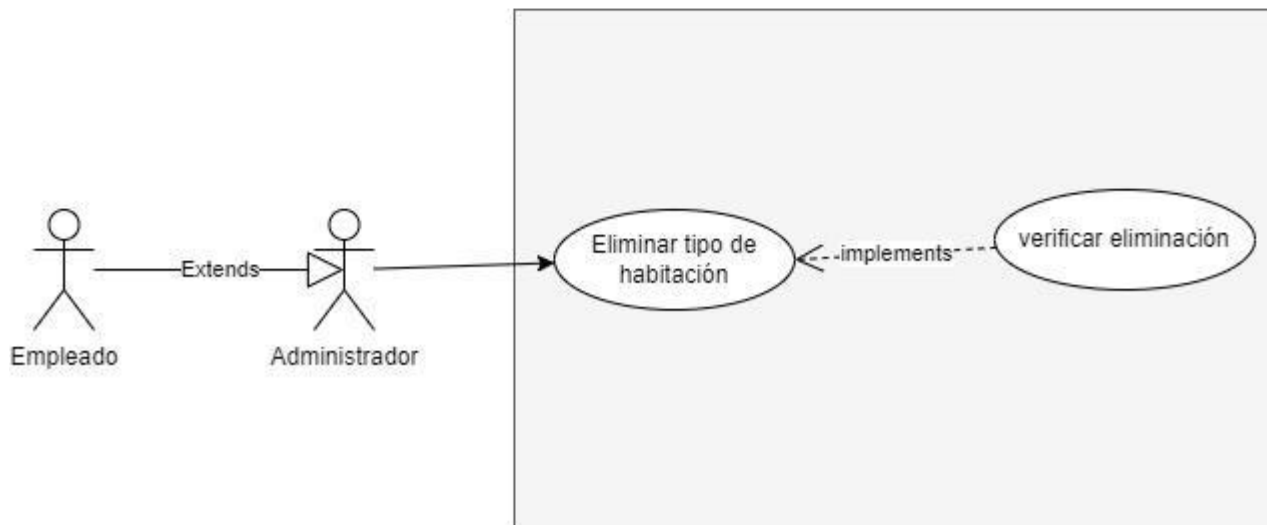 Eliminar tipo de
habitación
verificar eliminación
implements
Extends
Empleado
Administrador